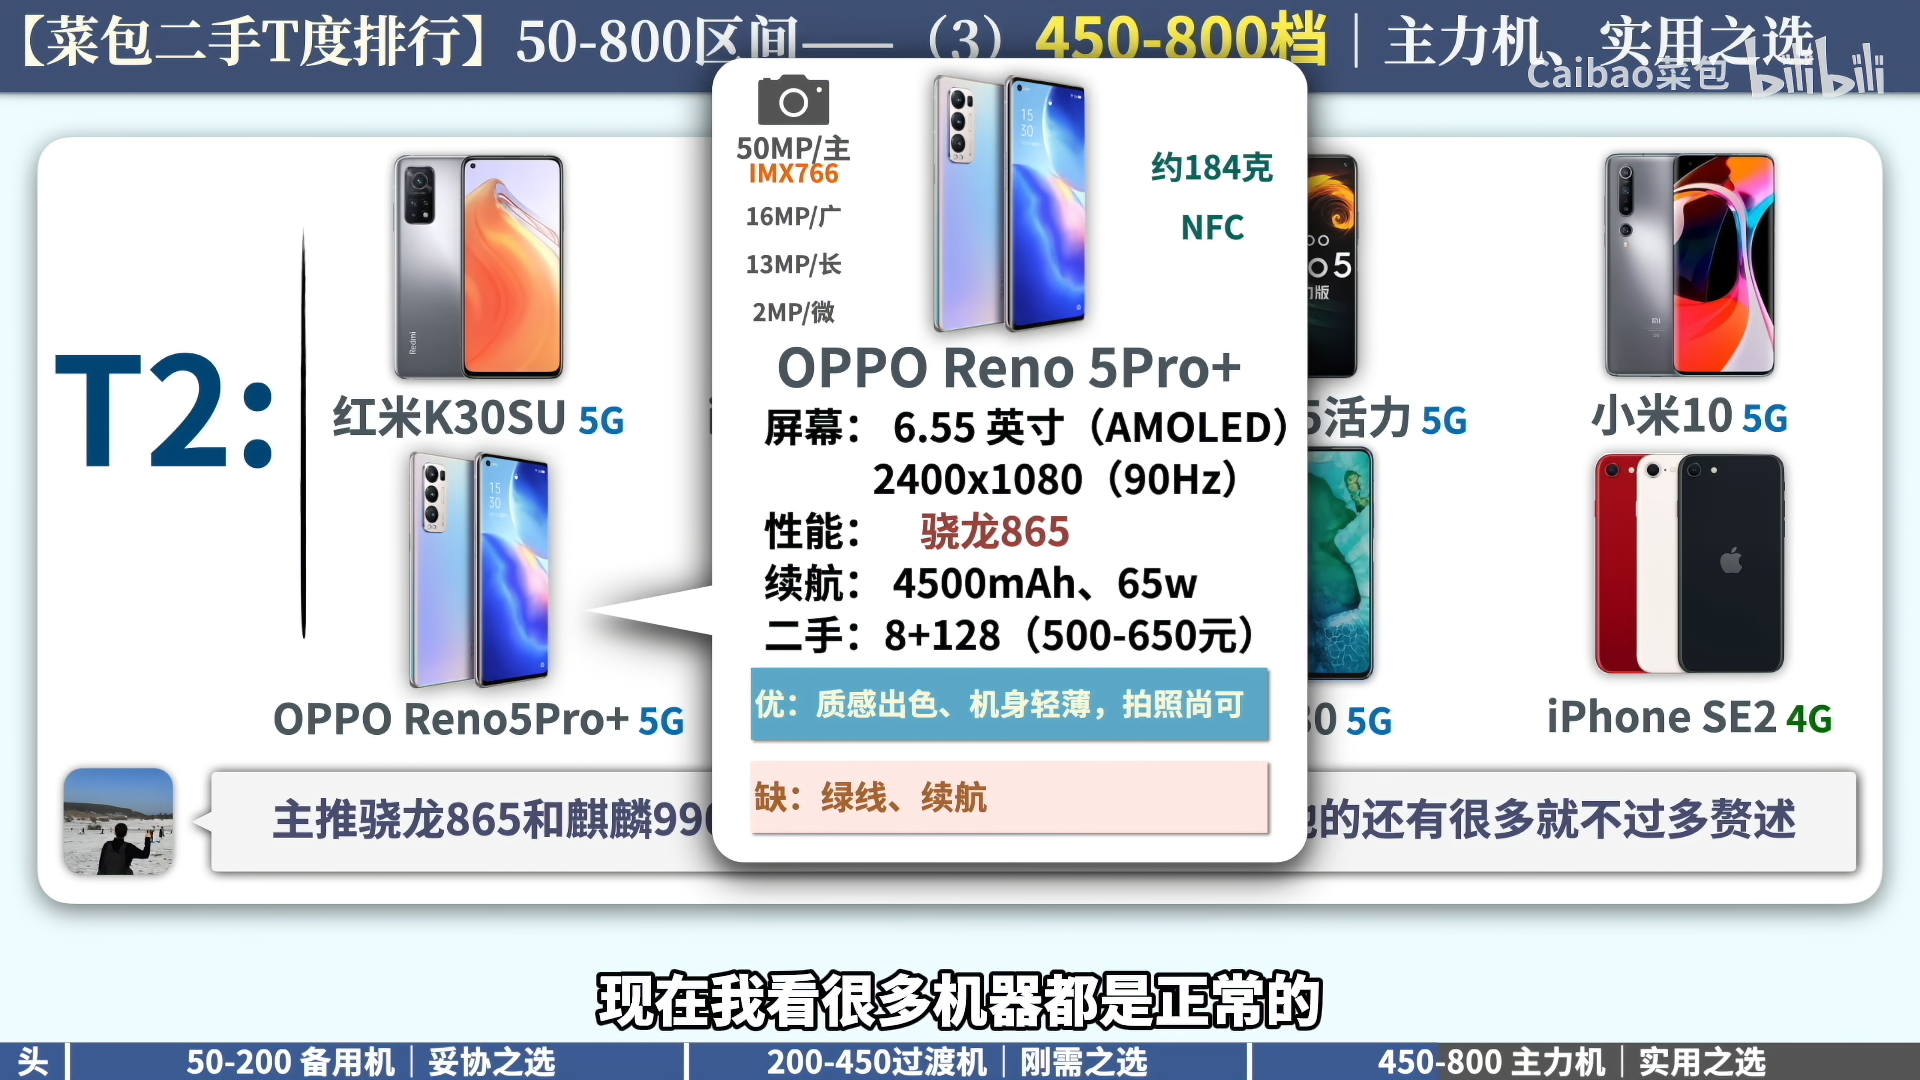 【菜包二手T度排行】50-800区间——（3）450-800档｜主力机、实用之选
Caibao菜包 bilibili
50MP/主
IMX766
16MP/广
13MP/长
2MP/微
约184克
NFC
OPPO Reno 5Pro+
屏幕： 6.55 英寸（AMOLED）
2400x1080（90Hz）
性能： 骁龙865
续航： 4500mAh、65w
二手：8+128（500-650元）
优：质感出色、机身轻薄，拍照尚可
缺：绿线、续航
T2:
Redmi
红米K30SU 5G
5活力 5G
小米10 5G
OPPO Reno5Pro+ 5G
30 5G
iPhone SE2 4G
主推骁龙865和麒麟990
的还有很多就不过多赘述
现在我看很多机器都是正常的
头
50-200 备用机｜妥协之选
200-450过渡机｜刚需之选
450-800 主力机｜实用之选